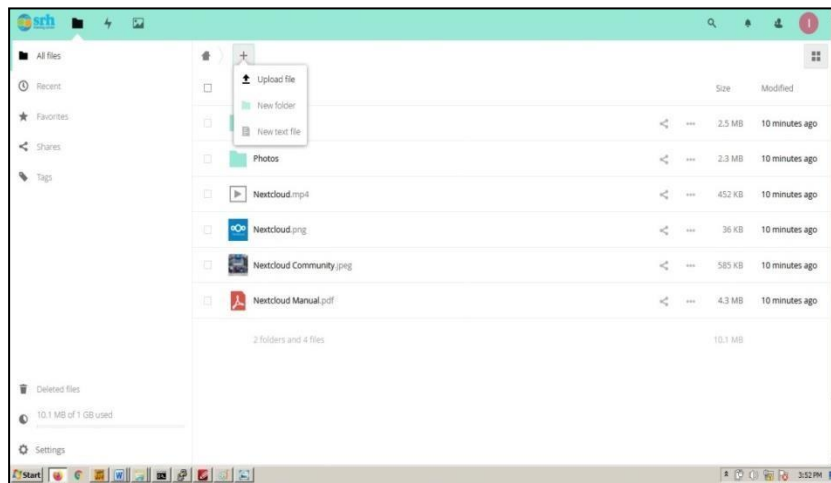 srh
All files
Recent
Favorites
Shares
Tags
Upload file
New folder
New text file
Size Modified
2.5 MB 10 minutes ago
Photos 2.3 MB 10 minutes ago
Nextcloud.mp4 452 KB 10 minutes ago
Nextcloud.png 36 KB 10 minutes ago
Nextcloud Community.jpeg 585 KB 10 minutes ago
Nextcloud Manual.pdf 4.3 MB 10 minutes ago
2 folders and 4 files 10.1 MB
Deleted files
10.1 MB of 1 GB used
Settings
Start 3:52 PM